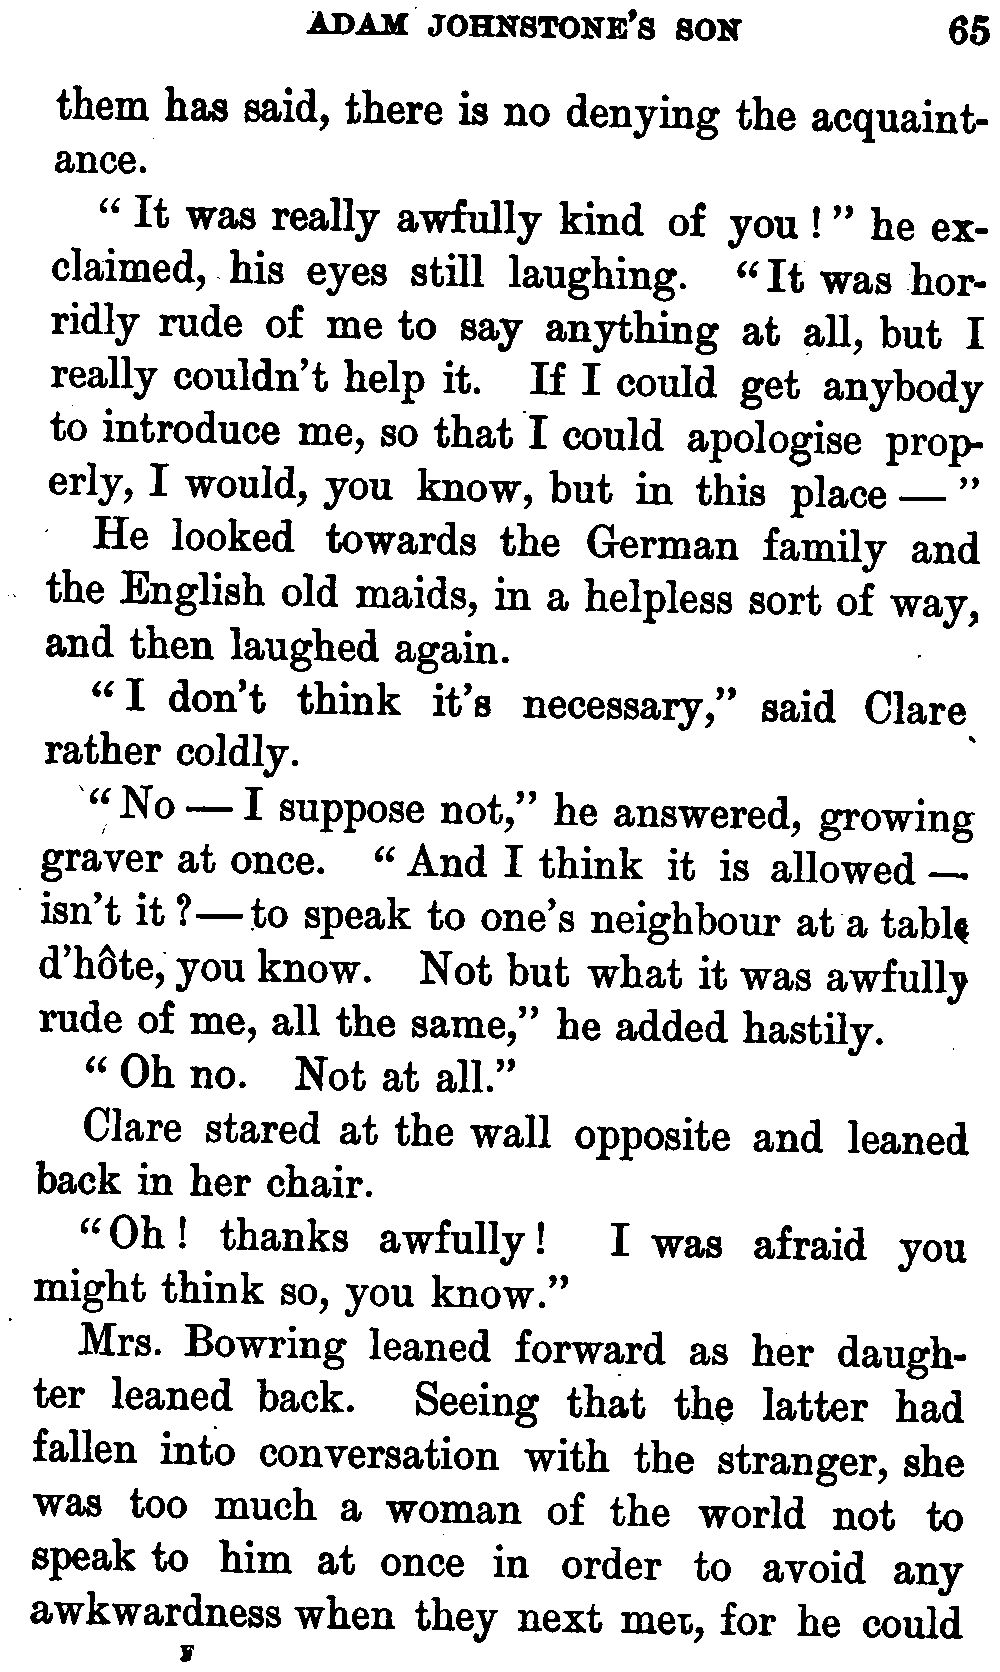 ADAM JOHNSTONE'S SON 65
them has said, there is no denying the acquaint-
ance.
"It was really awfully kind of you!" he ex-
claimed, his eyes still laughing. "It was hor-
ridly rude of me to say anything at all, but I
really couldn't help it. If I could get anybody
to introduce me, so that I could apologise prop-
erly, I would, you know, but in this place — "
He looked towards the German family and
the English old maids, in a helpless sort of way,
and then laughed again.
"I don't think it's necessary," said Clare
rather coldly.
"No — I suppose not," he answered, growing
graver at once. "And I think it is allowed —
isn't it? — to speak to one's neighbour at a table
d'hôte, you know. Not but what it was awfully
rude of me, all the same," he added hastily.
"Oh no. Not at all."
Clare stared at the wall opposite and leaned
back in her chair.
"Oh! thanks awfully! I was afraid you
might think so, you know."
Mrs. Bowring leaned forward as her daugh-
ter leaned back. Seeing that the latter had
fallen into conversation with the stranger, she
was too much a woman of the world not to
speak to him at once in order to avoid any
awkwardness when they next met, for he could
F